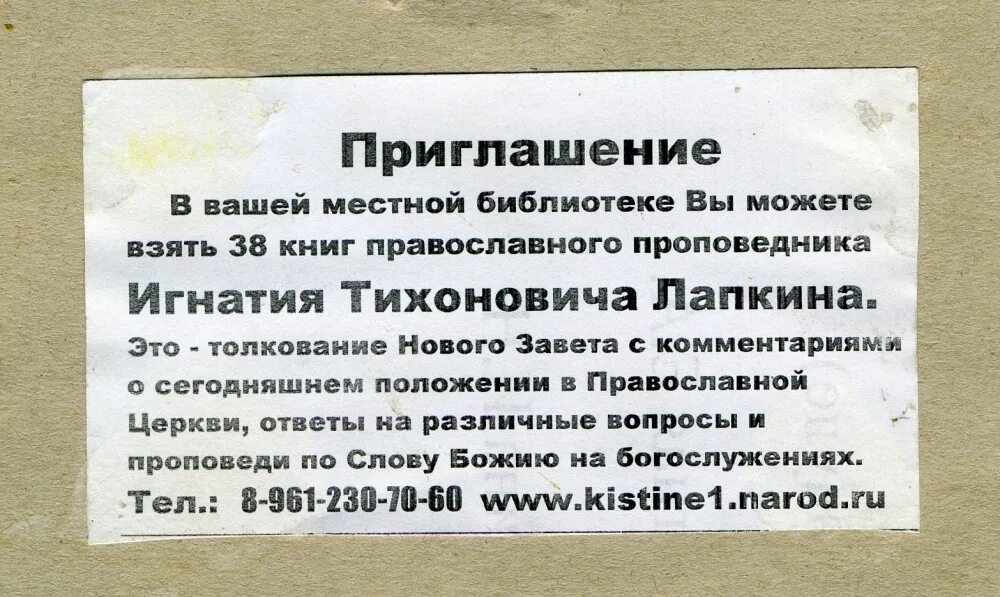 Приглашение
В вашей местной библиотеке Вы можете
взять 38 книг православного проповедника
Игнатия Тихоновича Лапкина.
Это - толкование Нового Завета с комментариями
о сегодняшнем положении в Православной
Церкви, ответы на различные вопросы и
проповеди по Слову Божию на богослужениях.
Тел.: 8-961-230-70-60 www.kistine1.narod.ru